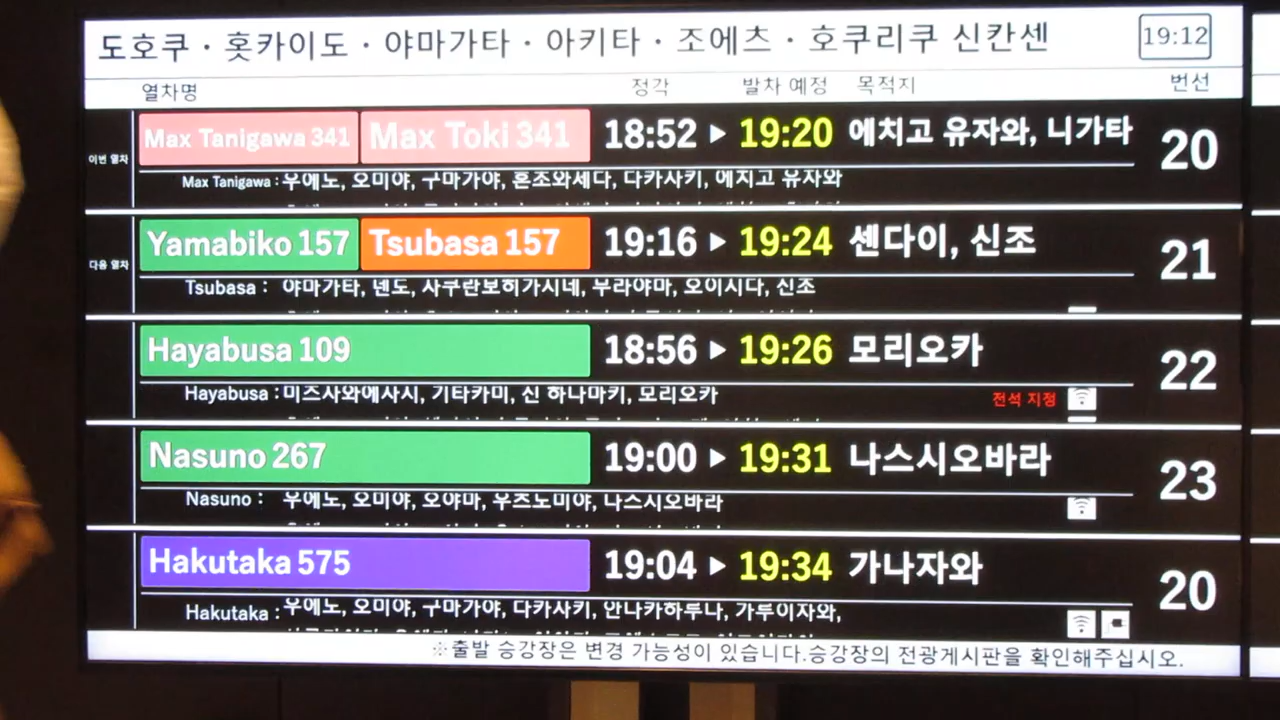 도호쿠 · 홋카이도 · 야마가타 · 아키타 · 조에츠 · 호쿠리쿠 신칸센 19:12
열차명 정각 발차 예정 목적지 번선
이번 열차 Max Tanigawa 341 Max Toki 341 18:52 ▶ 19:20 에치고 유자와, 니가타 20
Max Tanigawa : 우에노, 오미야, 구마가야, 혼조와세다, 다카사키, 에치고 유자와
다음 열차 Yamabiko 157 Tsubasa 157 19:16 ▶ 19:24 센다이, 신조 21
Tsubasa : 야마가타, 덴도, 사쿠란보히가시네, 무라야마, 오이시다, 신조
Hayabusa 109 18:56 ▶ 19:26 모리오카 22
Hayabusa : 미즈사와에사시, 기타카미, 신 하나마키, 모리오카 전석 지정
Nasuno 267 19:00 ▶ 19:31 나스시오바라 23
Nasuno : 우에노, 오미야, 오야마, 우츠노미야, 나스시오바라
Hakutaka 575 19:04 ▶ 19:34 가나자와 20
Hakutaka : 우에노, 오미야, 구마가야, 다카사키, 안나카하루나, 가루이자와,
※출발 승강장은 변경 가능성이 있습니다.승강장의 전광게시판을 확인해주십시오.